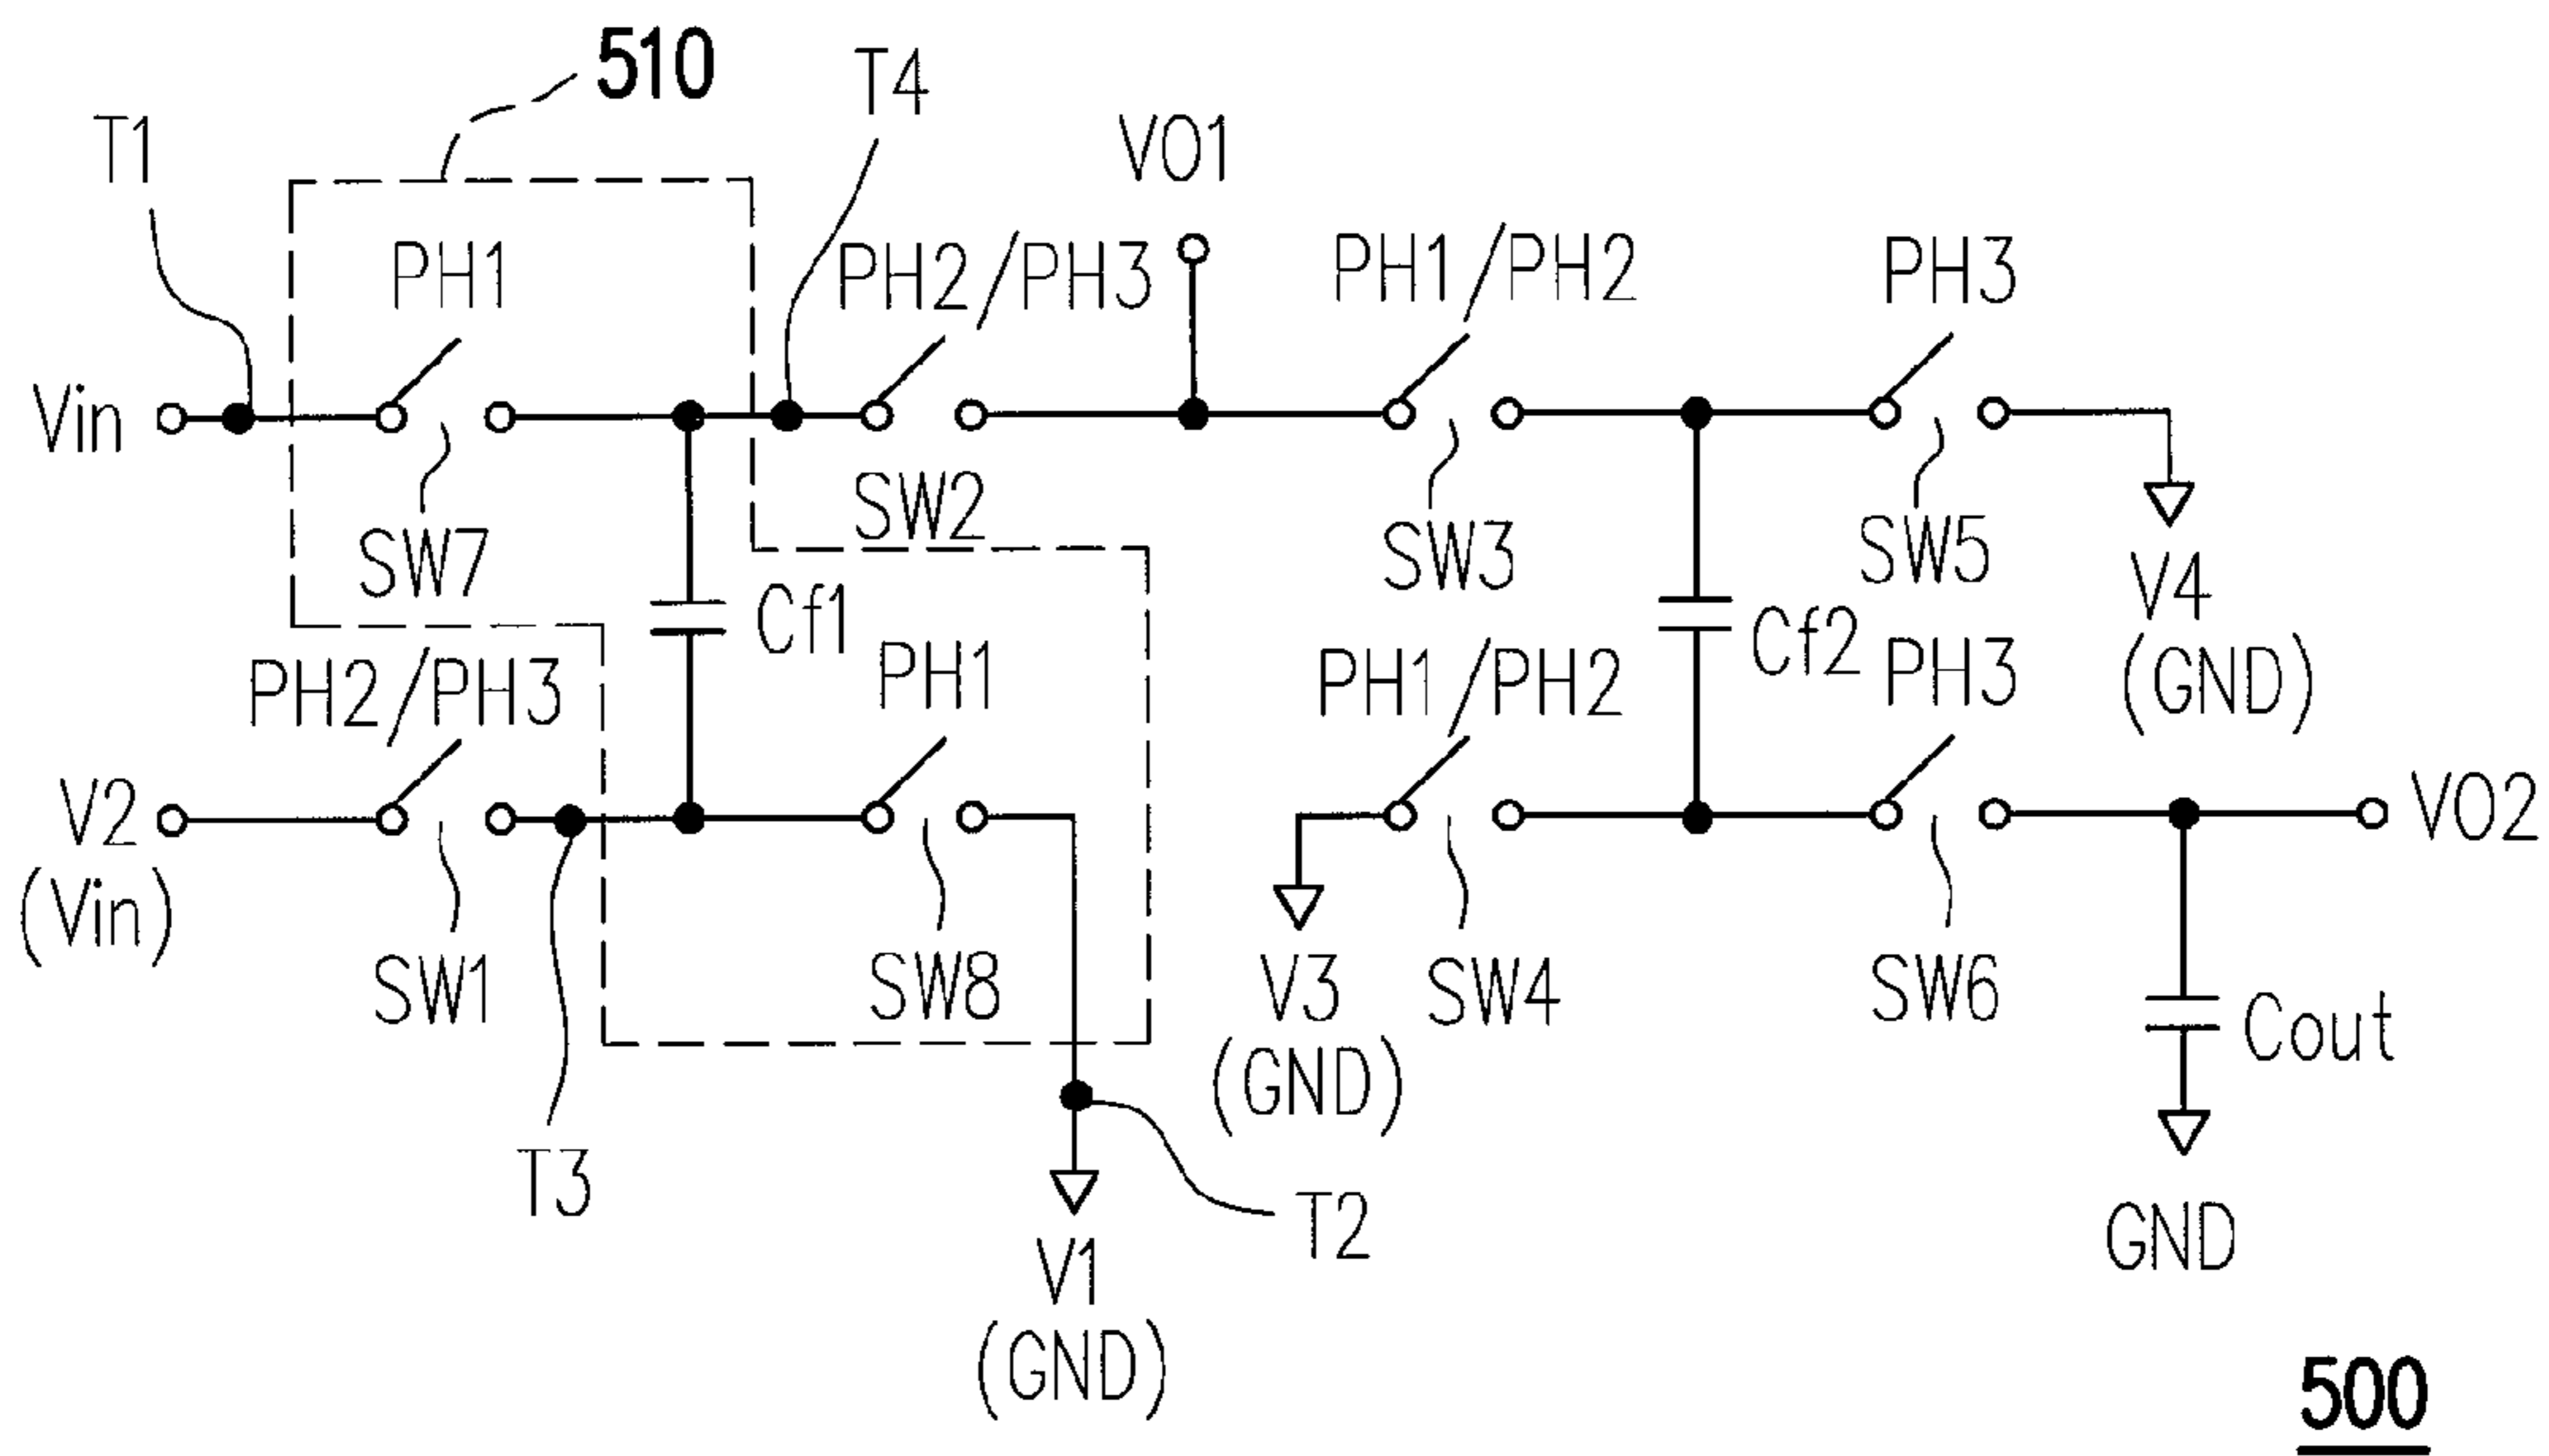 510
T4
T1
VO1
PH1
PH2/PH3
PH1/PH2
PH3
Vin
SW7
SW2
SW3
SW5
V4
(GND)
Cf1
Cf2
PH2/PH3
PH1
PH1/PH2
PH3
V2
(Vin)
VO2
SW1
SW8
V3
(GND)
SW4
SW6
Cout
T3
T2
GND
V1
(GND)
500